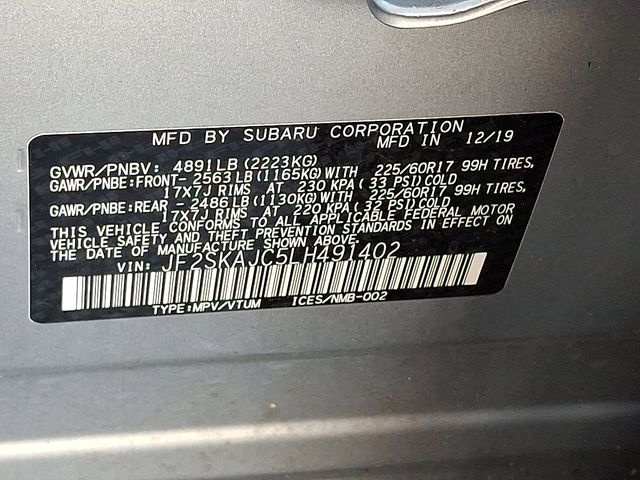 MFD BY SUBARU CORPORATION
MFD IN 12/19
GVWR/PNBV: 4891LB (2223KG)
GAWR/PNBE:FRONT- 2563LB (1165KG)WITH 225/60R17 99H TIRES,
17X7J RIMS AT 230 KPA (33 PSI)COLD
GAWR/PNBE:REAR - 2486LB (1130KG)WITH 225/60R17 99H TIRES,
17X7J RIMS AT 220 KPA (32 PSI)COLD
THIS VEHICLE CONFORMS TO ALL APPLICABLE FEDERAL MOTOR
VEHICLE SAFETY AND THEFT PREVENTION STANDARDS IN EFFECT ON
THE DATE OF MANUFACTURE SHOWN ABOVE.
VIN: JF2SKAJC5LH491402
TYPE:MPV/VTUM ICES/NMB-002